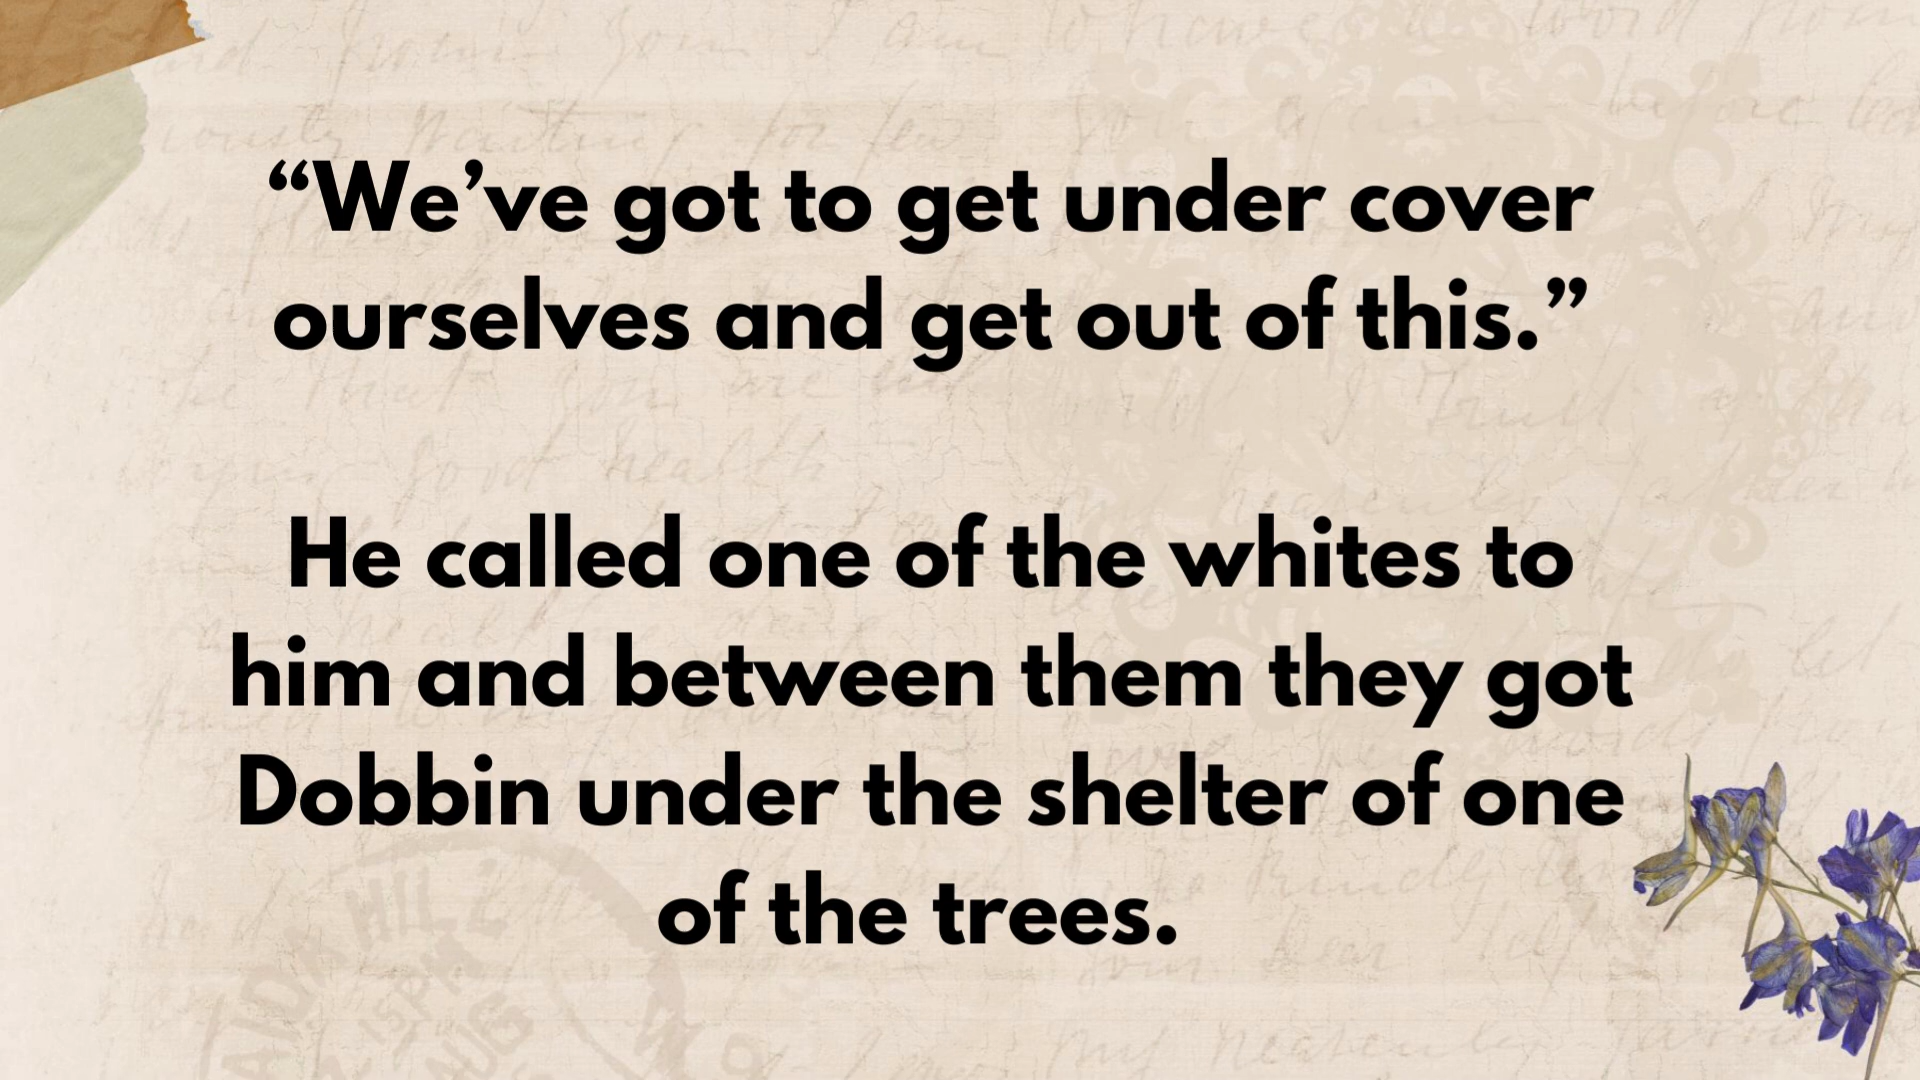 “We’ve got to get under cover
ourselves and get out of this.”
He called one of the whites to
him and between them they got
Dobbin under the shelter of one
of the trees.